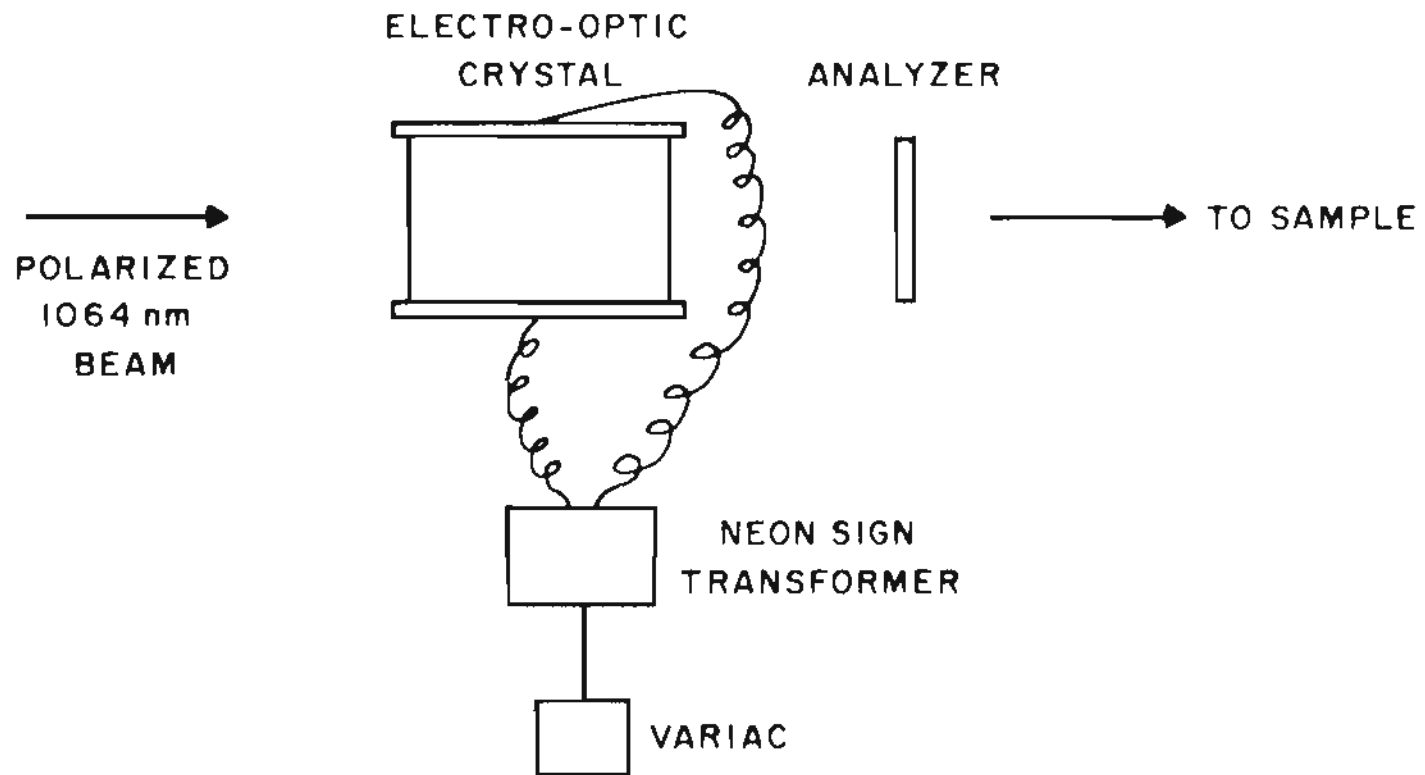 ELECTRO-OPTIC
CRYSTAL
ANALYZER
POLARIZED
1064 nm
BEAM
TO SAMPLE
NEON SIGN
TRANSFORMER
VARIAC